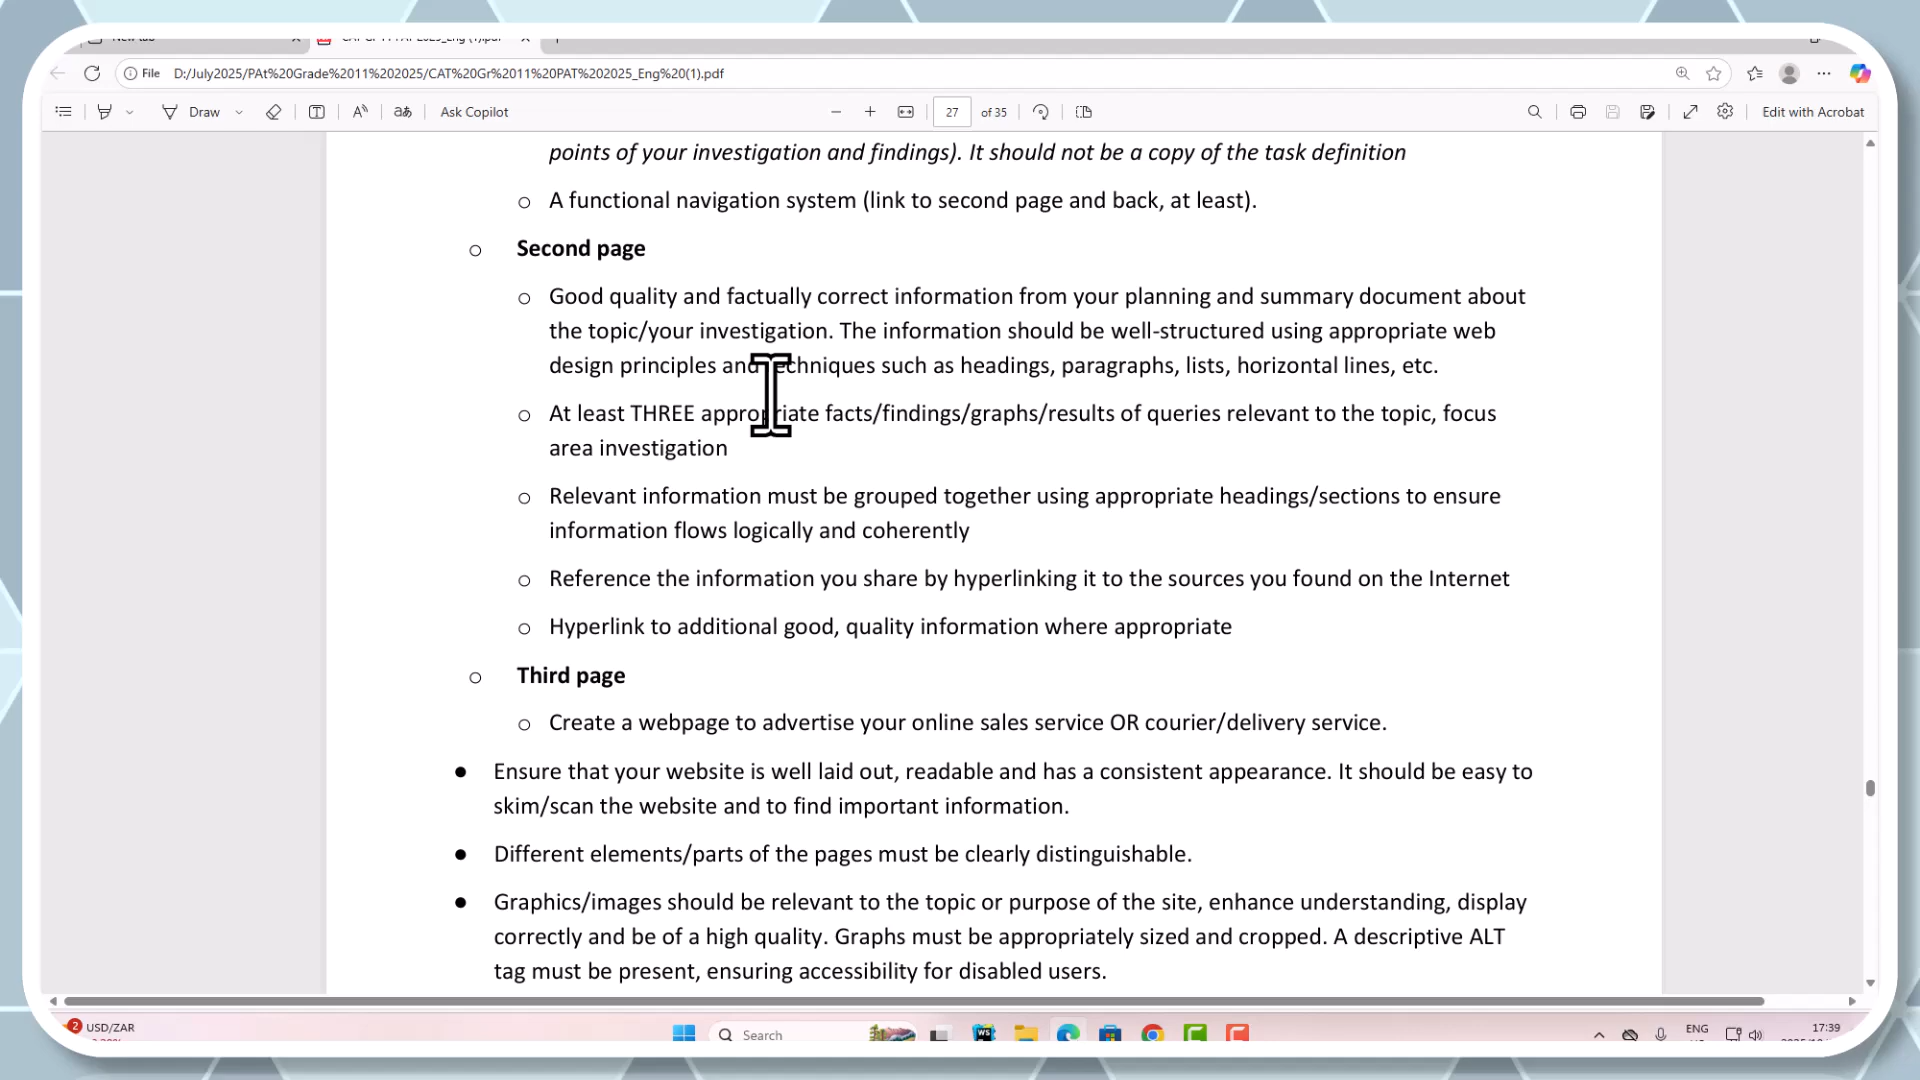 File D:/July2025/PAt%20Grade%2011%202025/CAT%20Gr%2011%20PAT%202025_Eng%20(1).pdf
Draw Ask Copilot 27 of 35 Edit with Acrobat
points of your investigation and findings). It should not be a copy of the task definition
o A functional navigation system (link to second page and back, at least).
o Second page
o Good quality and factually correct information from your planning and summary document about
the topic/your investigation. The information should be well-structured using appropriate web
design principles and techniques such as headings, paragraphs, lists, horizontal lines, etc.
o At least THREE appropriate facts/findings/graphs/results of queries relevant to the topic, focus
area investigation
o Relevant information must be grouped together using appropriate headings/sections to ensure
information flows logically and coherently
o Reference the information you share by hyperlinking it to the sources you found on the Internet
o Hyperlink to additional good, quality information where appropriate
o Third page
o Create a webpage to advertise your online sales service OR courier/delivery service.
● Ensure that your website is well laid out, readable and has a consistent appearance. It should be easy to
skim/scan the website and to find important information.
● Different elements/parts of the pages must be clearly distinguishable.
● Graphics/images should be relevant to the topic or purpose of the site, enhance understanding, display
correctly and be of a high quality. Graphs must be appropriately sized and cropped. A descriptive ALT
tag must be present, ensuring accessibility for disabled users.
2 USD/ZAR Search ENG 17:39